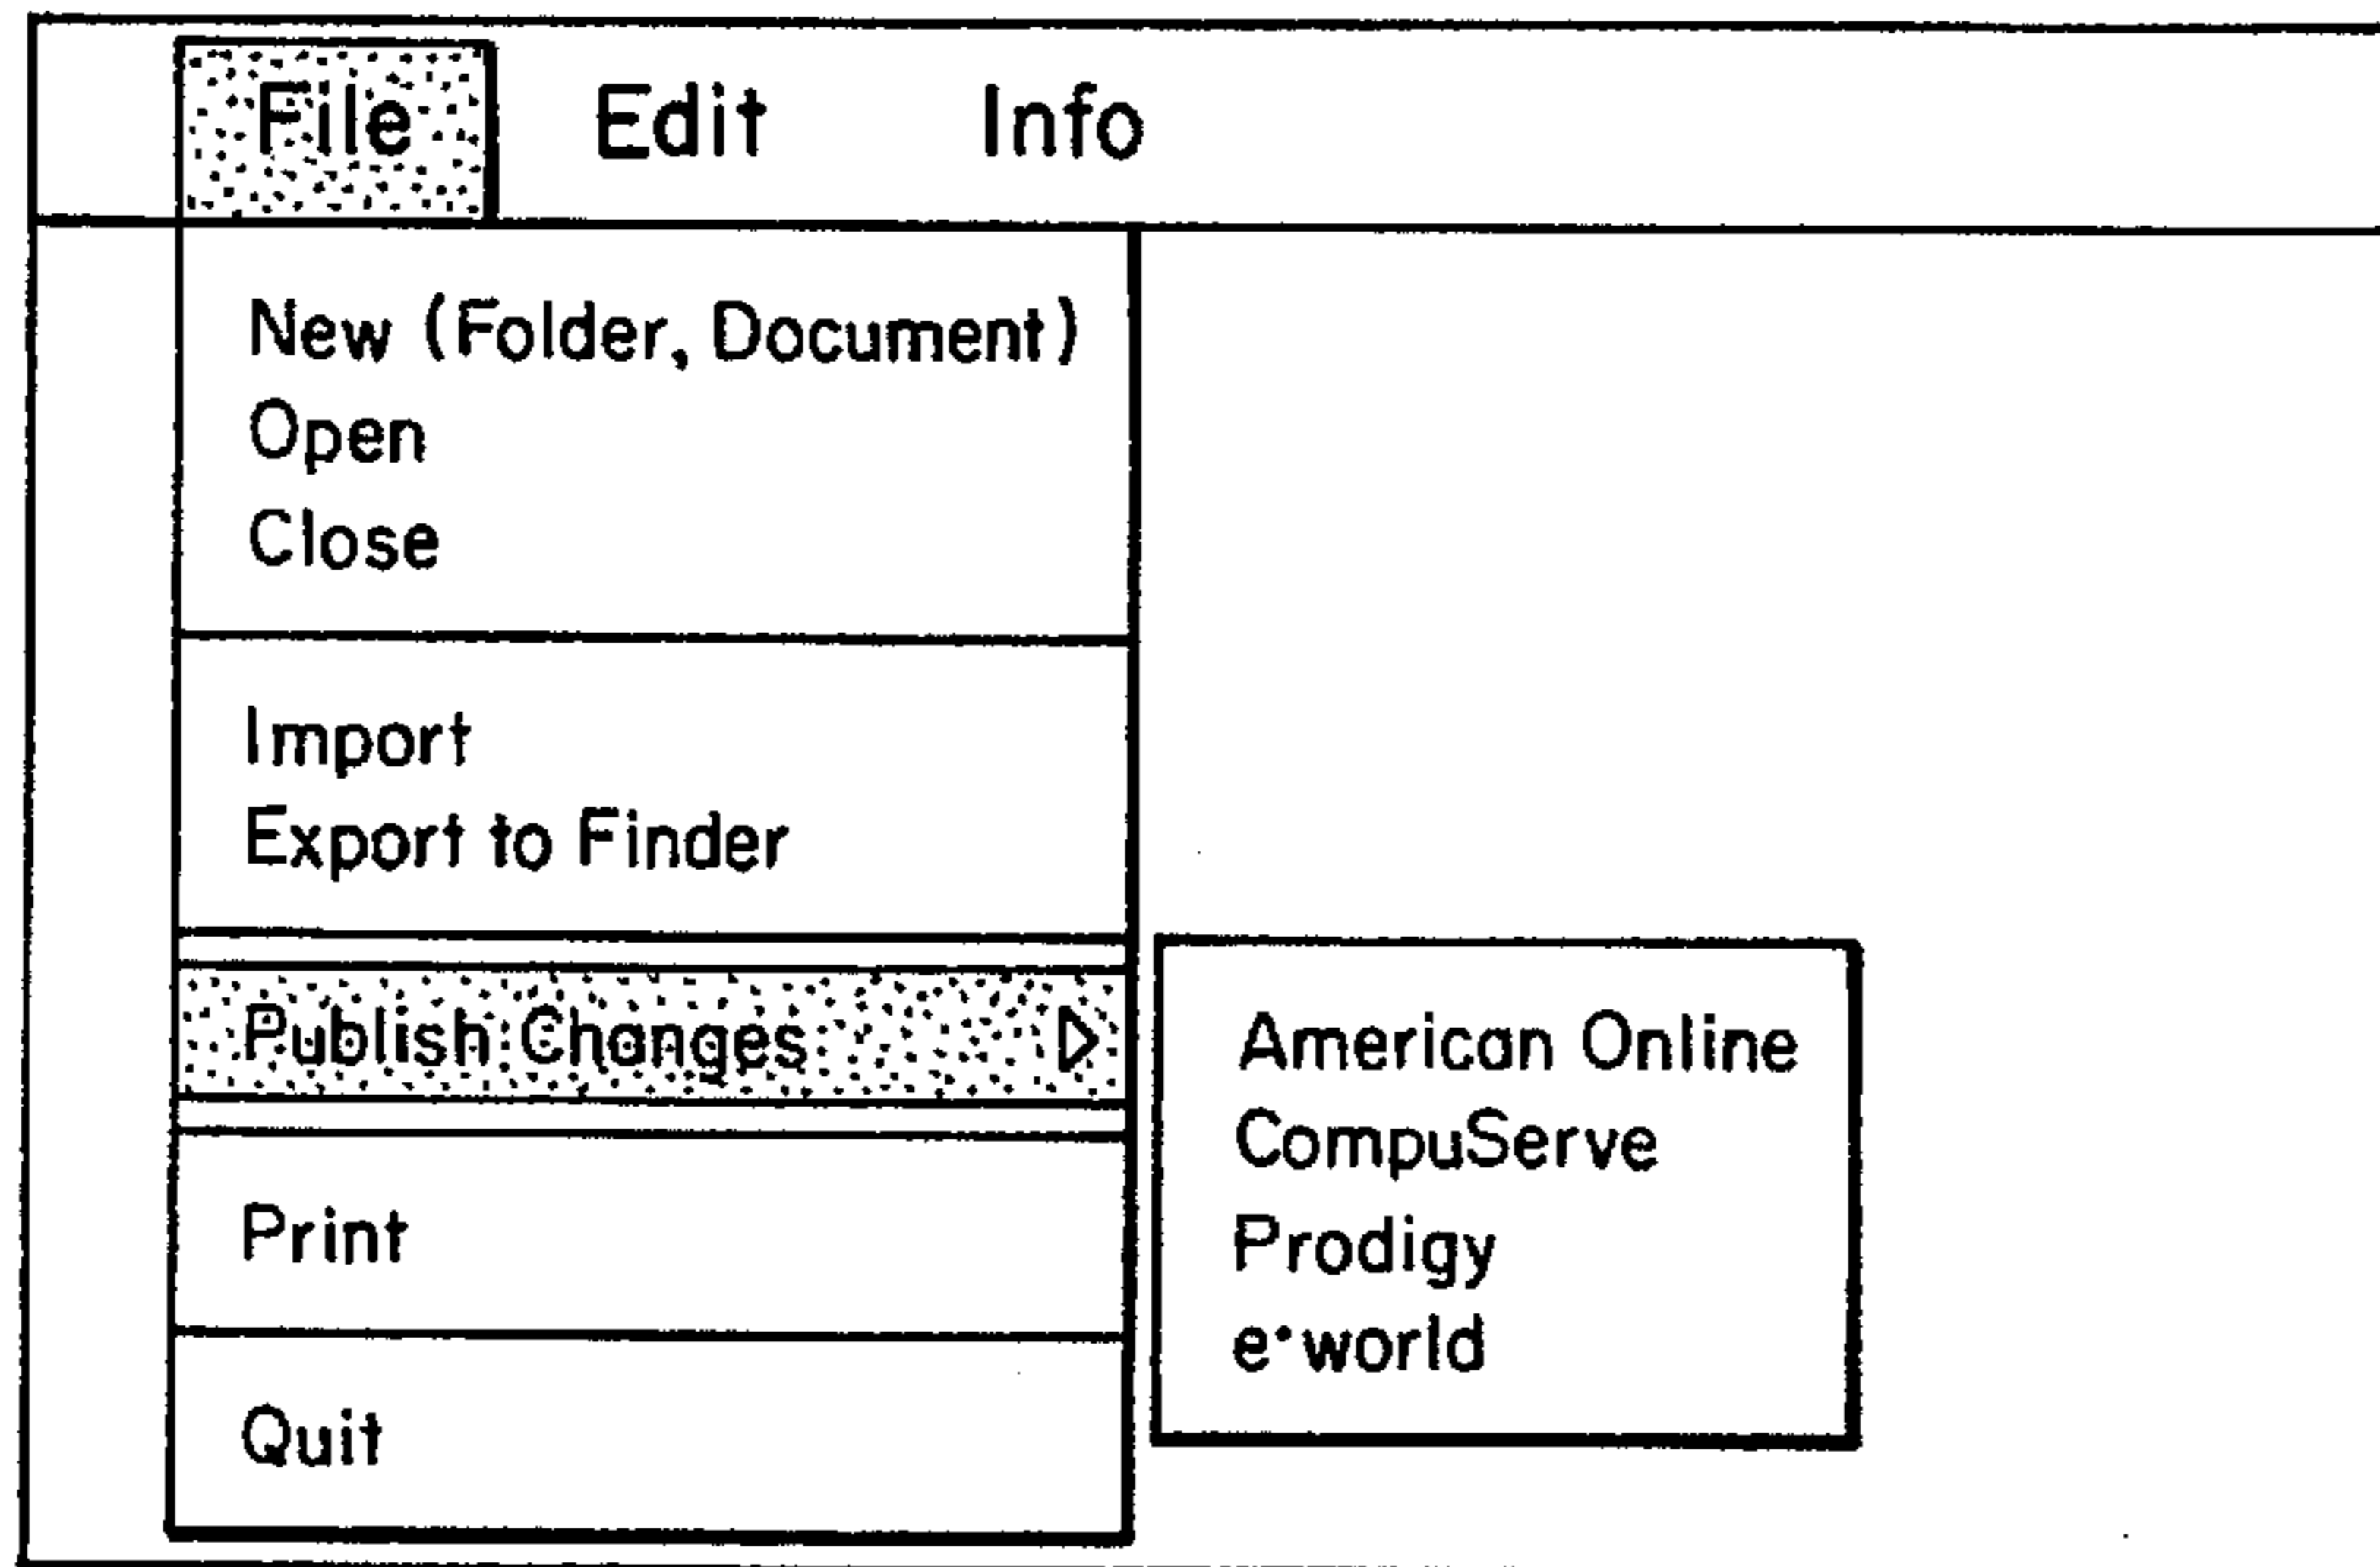 File Edit Info
New (Folder, Document)
Open
Close
Import
Export to Finder
Publish Changes
American Online
CompuServe
Prodigy
e•world
Print
Quit